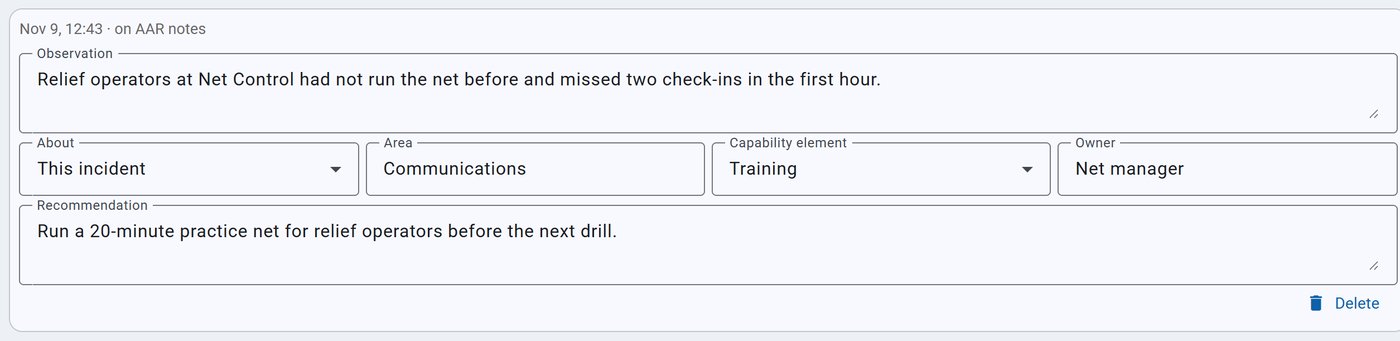 Nov 9, 12:43 · on AAR notes
Observation
Relief operators at Net Control had not run the net before and missed two check-ins in the first hour.
About
This incident
Area
Communications
Capability element
Training
Owner
Net manager
Recommendation
Run a 20-minute practice net for relief operators before the next drill.
Delete